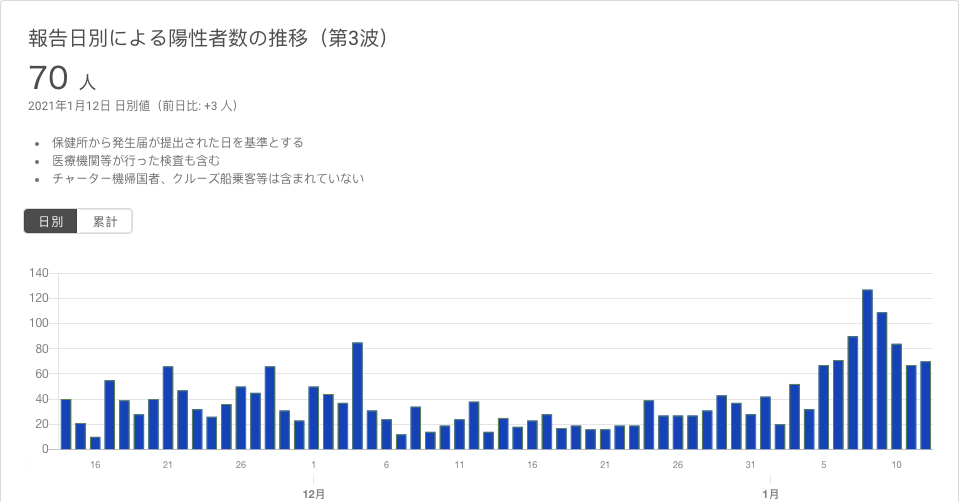 報告日別による陽性者数の推移（第3波）
70 人
2021年1月12日 日別値（前日比: +3 人）
保健所から発生届が提出された日を基準とする
医療機関等が行った検査も含む
チャーター機帰国者、クルーズ船乗客等は含まれていない
日別 累計
140
120
100
80
60
40
20
0
16 21 26 1 6 11 16 21 26 31 5 10
12月 1月